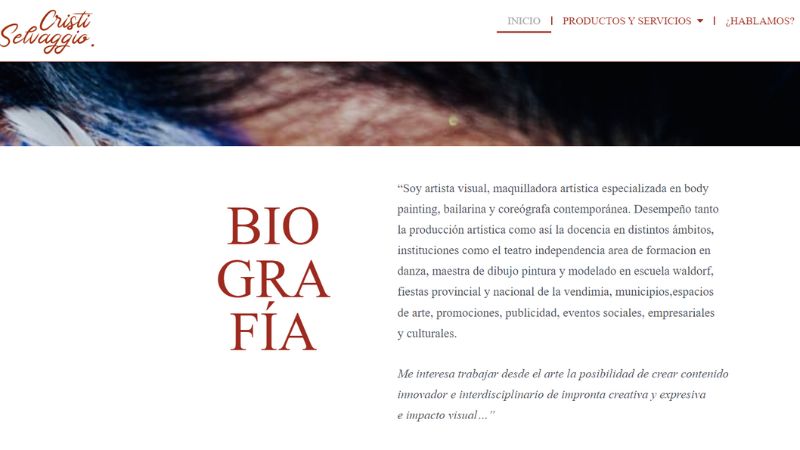 Cristi
Selvaggio.
INICIO | PRODUCTOS Y SERVICIOS | ¿HABLAMOS?
BIO
GRA
FÍA
“Soy artista visual, maquilladora artistica especializada en body
painting, bailarina y coreógrafa contemporánea. Desempeño tanto
la producción artística como así la docencia en distintos ámbitos,
instituciones como el teatro independencia area de formacion en
danza, maestra de dibujo pintura y modelado en escuela waldorf,
fiestas provincial y nacional de la vendimia, municipios,espacios
de arte, promociones, publicidad, eventos sociales, empresariales
y culturales.
Me interesa trabajar desde el arte la posibilidad de crear contenido
innovador e interdisciplinario de impronta creativa y expresiva
e impacto visual…”